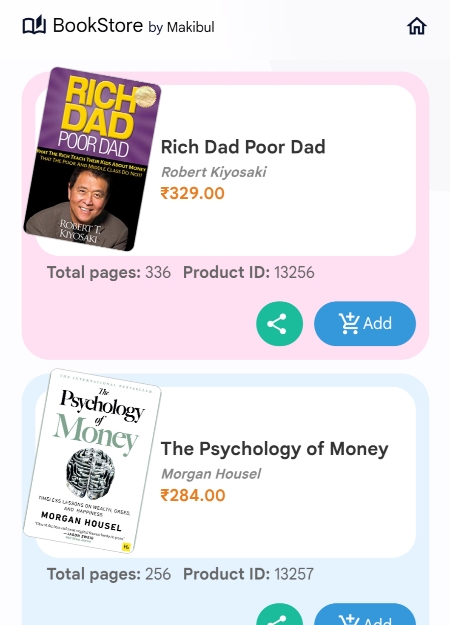 BookStore by Makibul
RICH
DAD
POOR DAD
WHAT THE RICH TEACH THEIR KIDS ABOUT MONEY
THAT THE POOR AND MIDDLE CLASS DO NOT!
ROBERT T.
KIYOSAKI
Rich Dad Poor Dad
Robert Kiyosaki
₹329.00
Total pages: 336 Product ID: 13256
Add
THE INTERNATIONAL BESTSELLER
The
Psychology
of
Money
TIMELESS LESSONS ON WEALTH, GREED,
AND HAPPINESS
MORGAN HOUSEL
The Psychology of Money
Morgan Housel
₹284.00
Total pages: 256 Product ID: 13257
Add